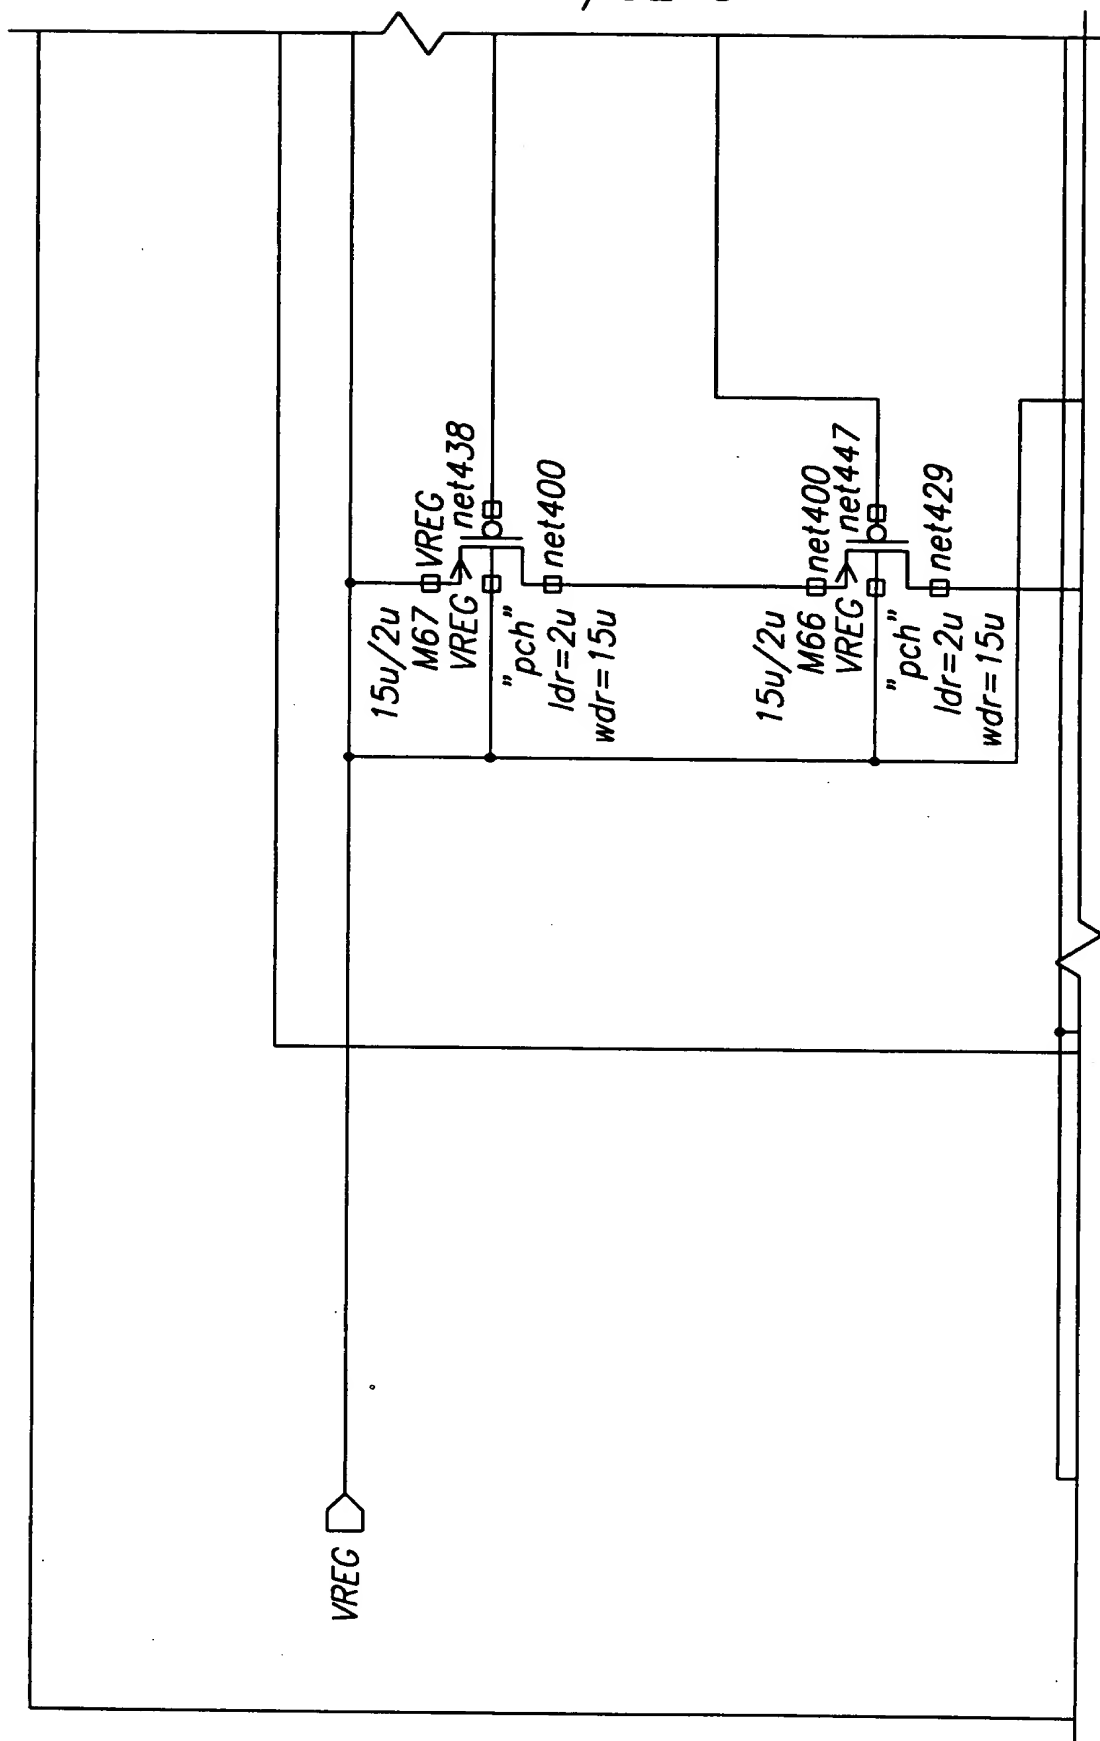 15u/2u
M67
VREG
VREG
net438
"pch"
ldr=2u
wdr=15u
net400
15u/2u
M66
VREG
net400
net447
"pch"
ldr=2u
wdr=15u
net429
VREG